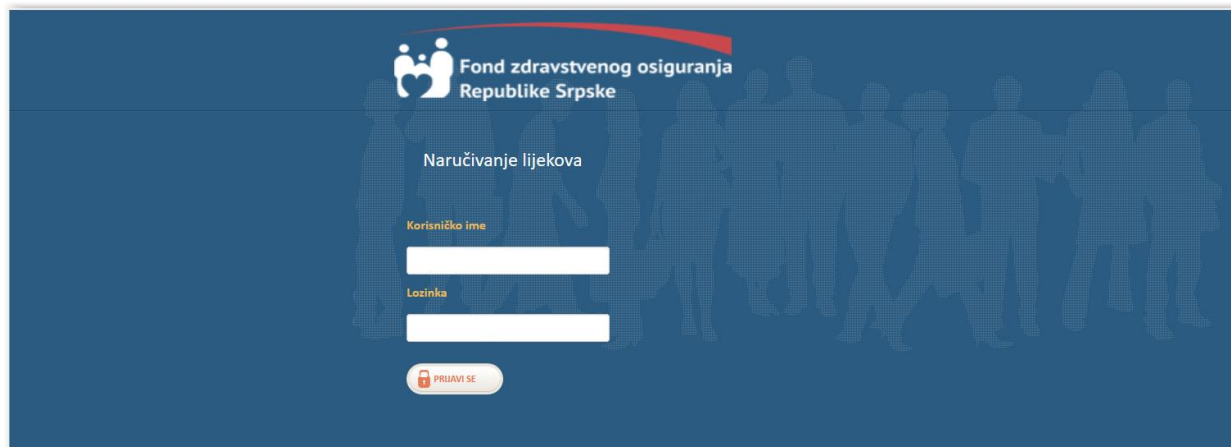 Fond zdravstvenog osiguranja
Republike Srpske
Naručivanje lijekova
Korisničko ime
Lozinka
PRIJAVI SE